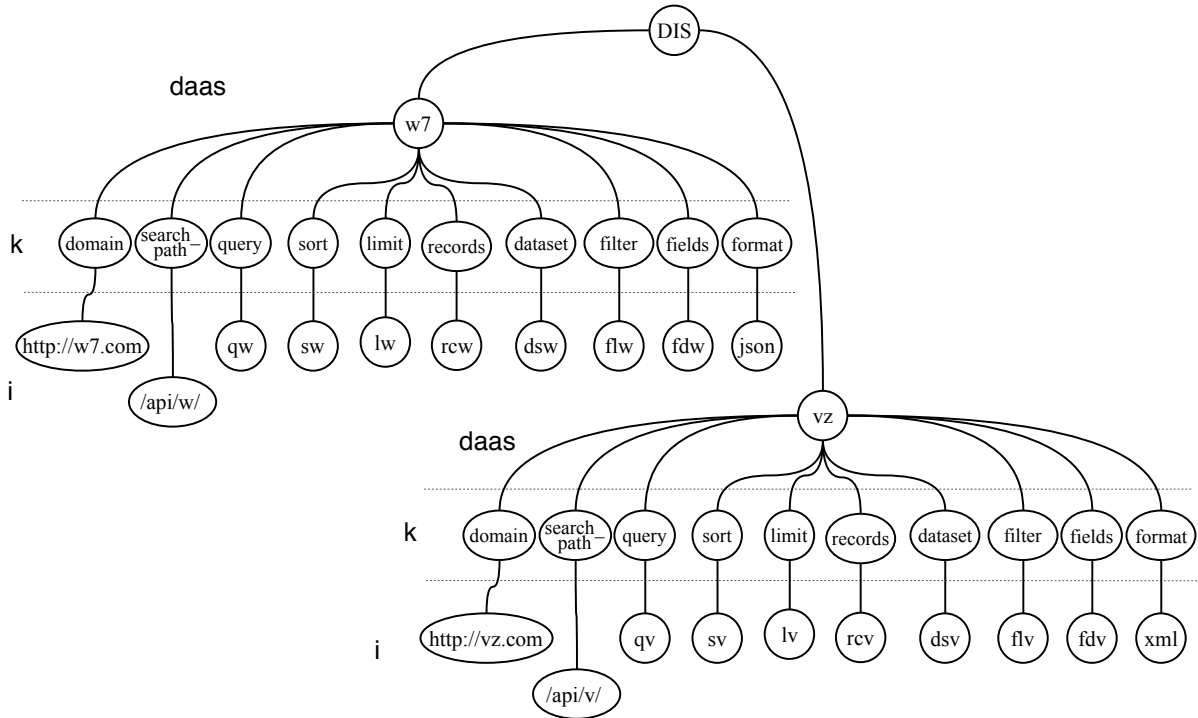 DIS
daas
w7
k
domain
search_
path_
query
sort
limit
records
dataset
filter
fields
format
http://w7.com
qw
sw
lw
rcw
dsw
flw
fdw
json
i
/api/w/
vz
daas
k
domain
search_
path_
query
sort
limit
records
dataset
filter
fields
format
http://vz.com
qv
sv
lv
rcv
dsv
flv
fdv
xml
i
/api/v/